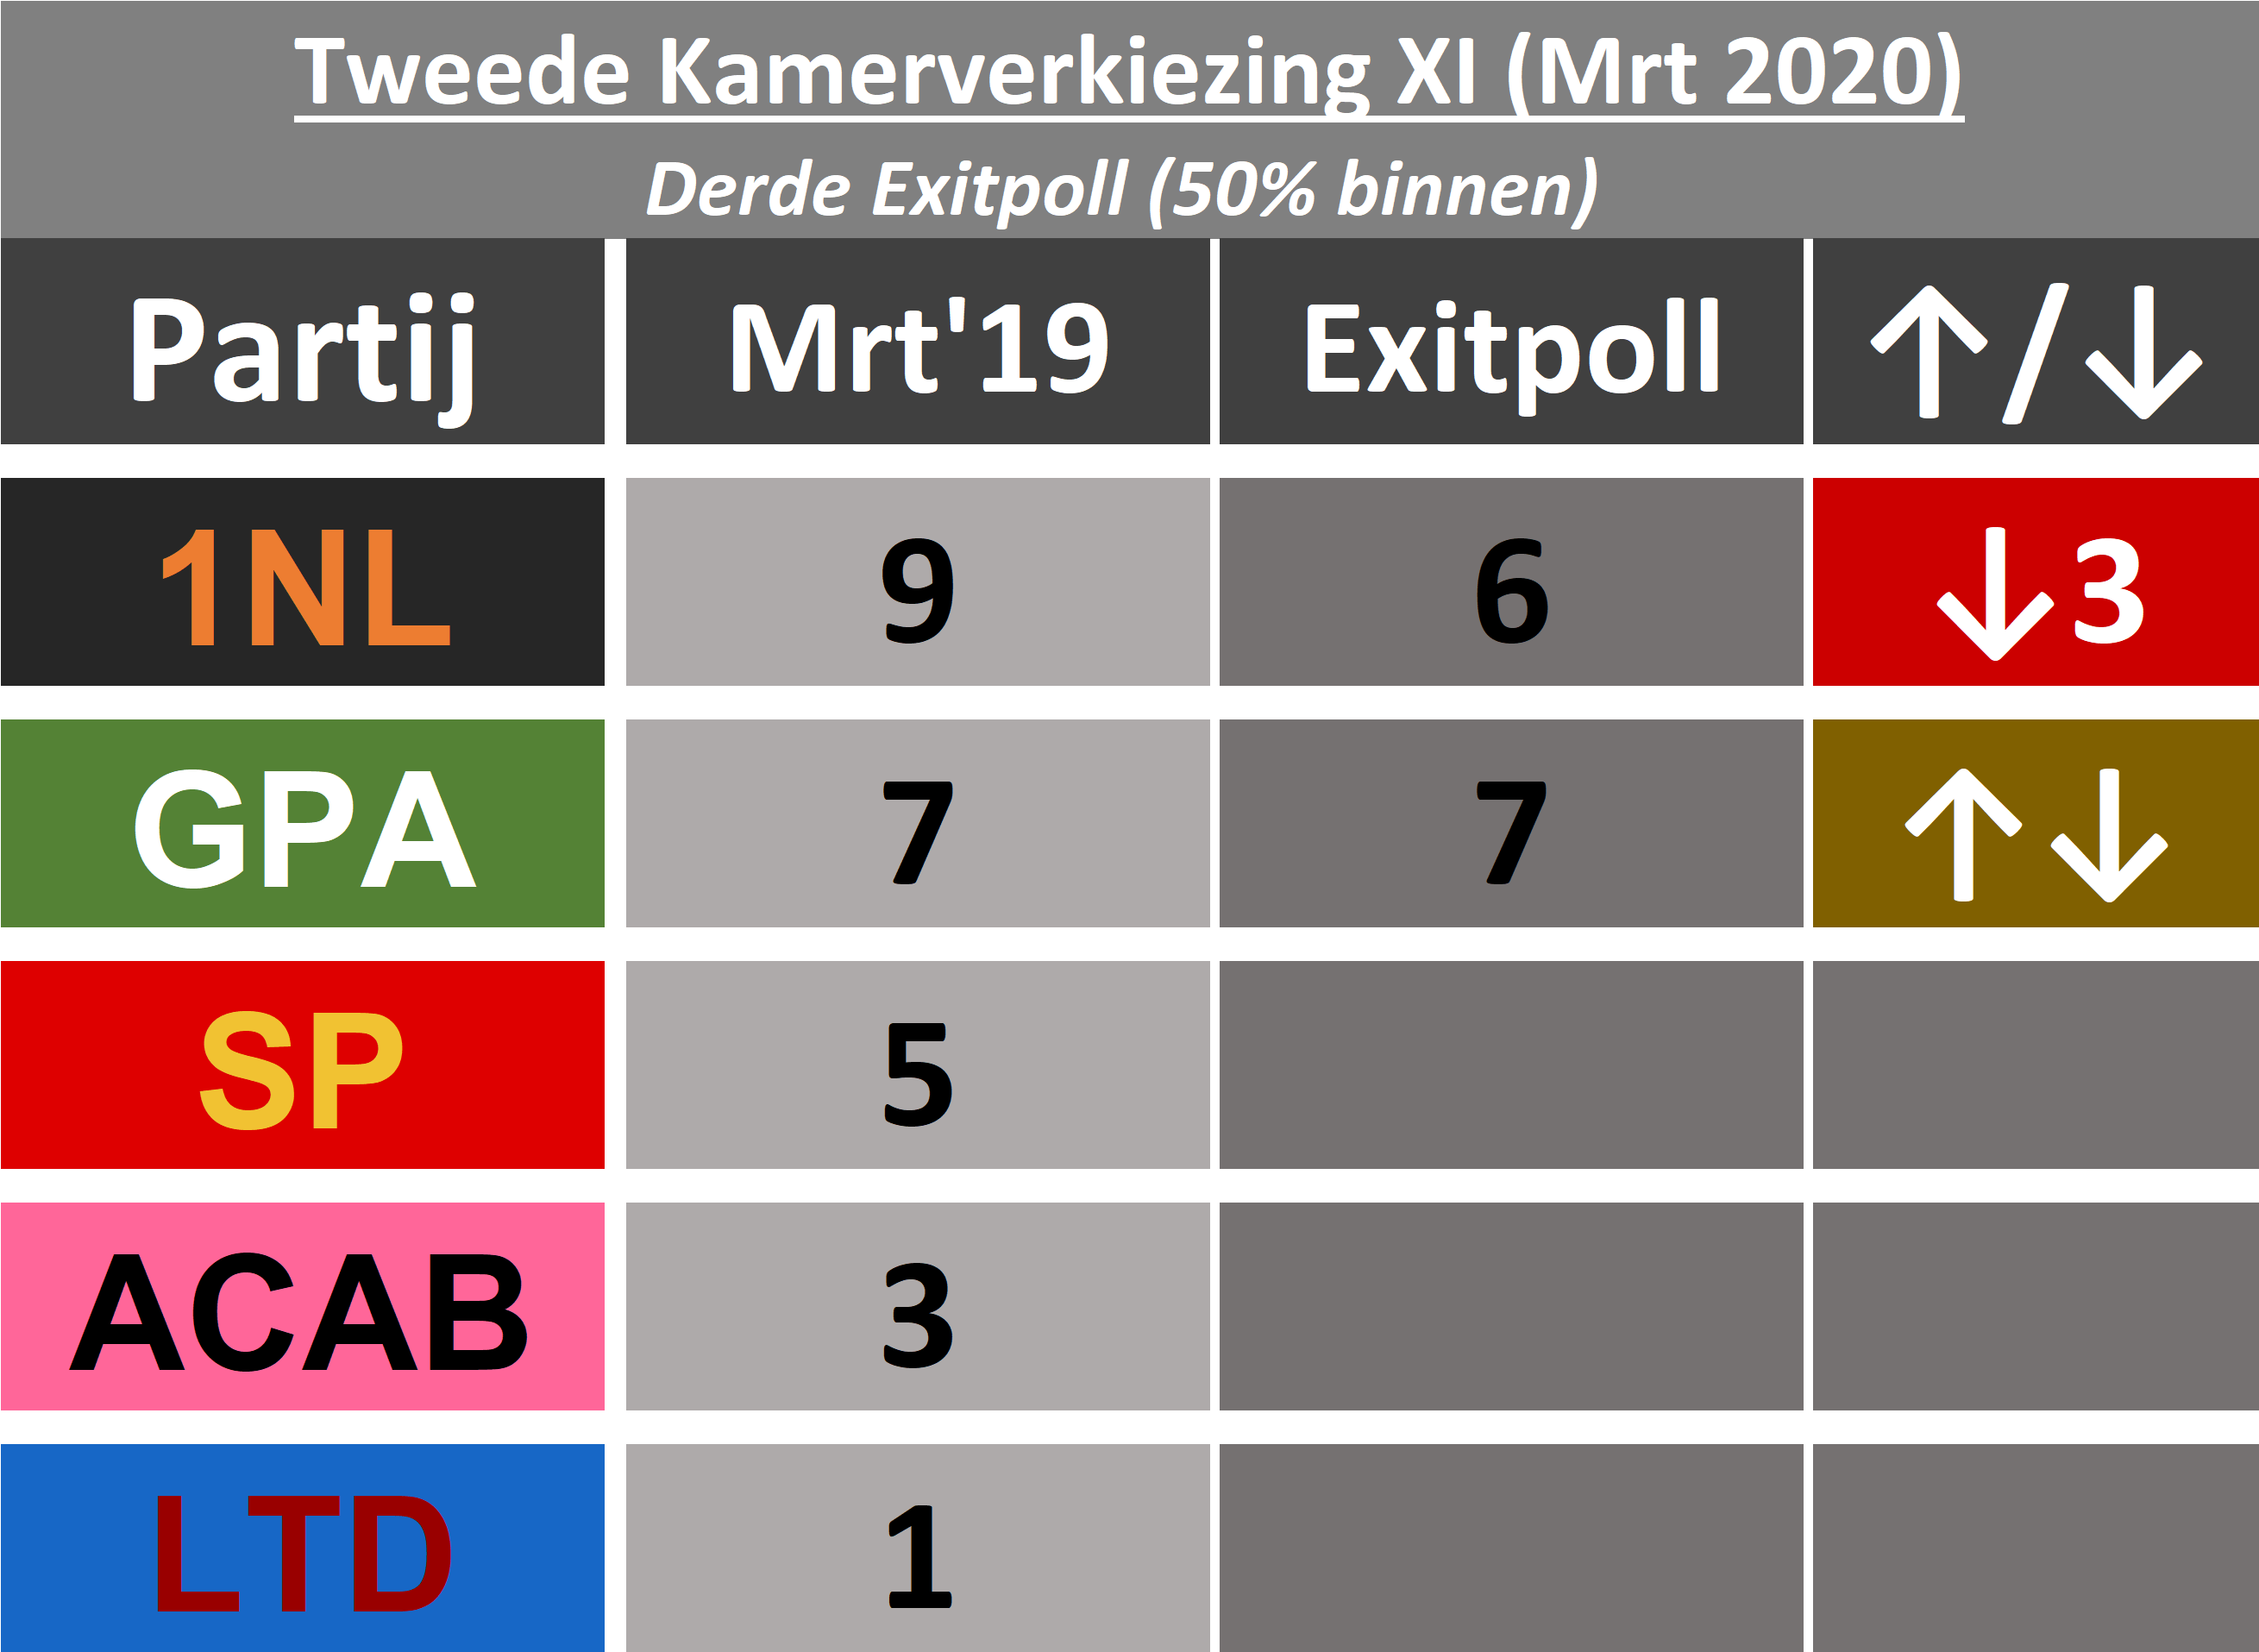 Tweede Kamerverkiezing XI (Mrt 2020)
Derde Exitpoll (50% binnen)
Partij Mrt'19 Exitpoll ↑/↓
1NL 9 6 ↓3
GPA 7 7 ↑↓
SP 5
ACAB 3
LTD 1